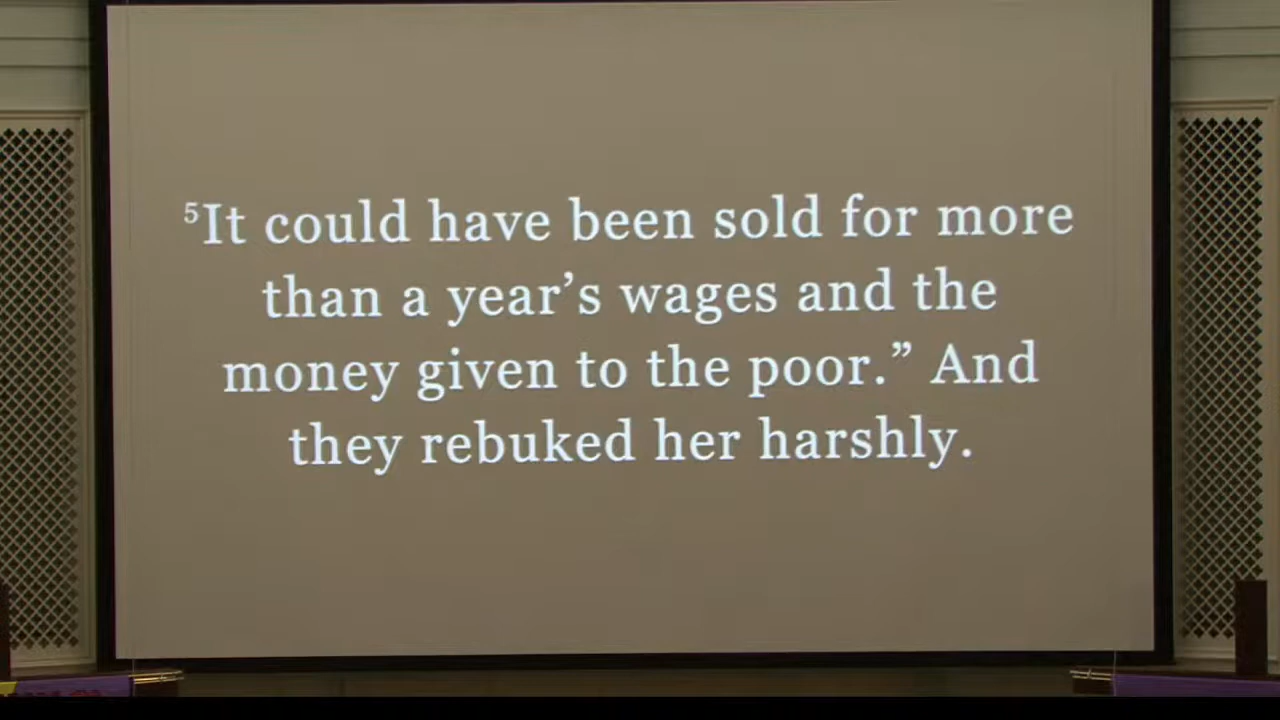 ⁵It could have been sold for more
than a year’s wages and the
money given to the poor.” And
they rebuked her harshly.